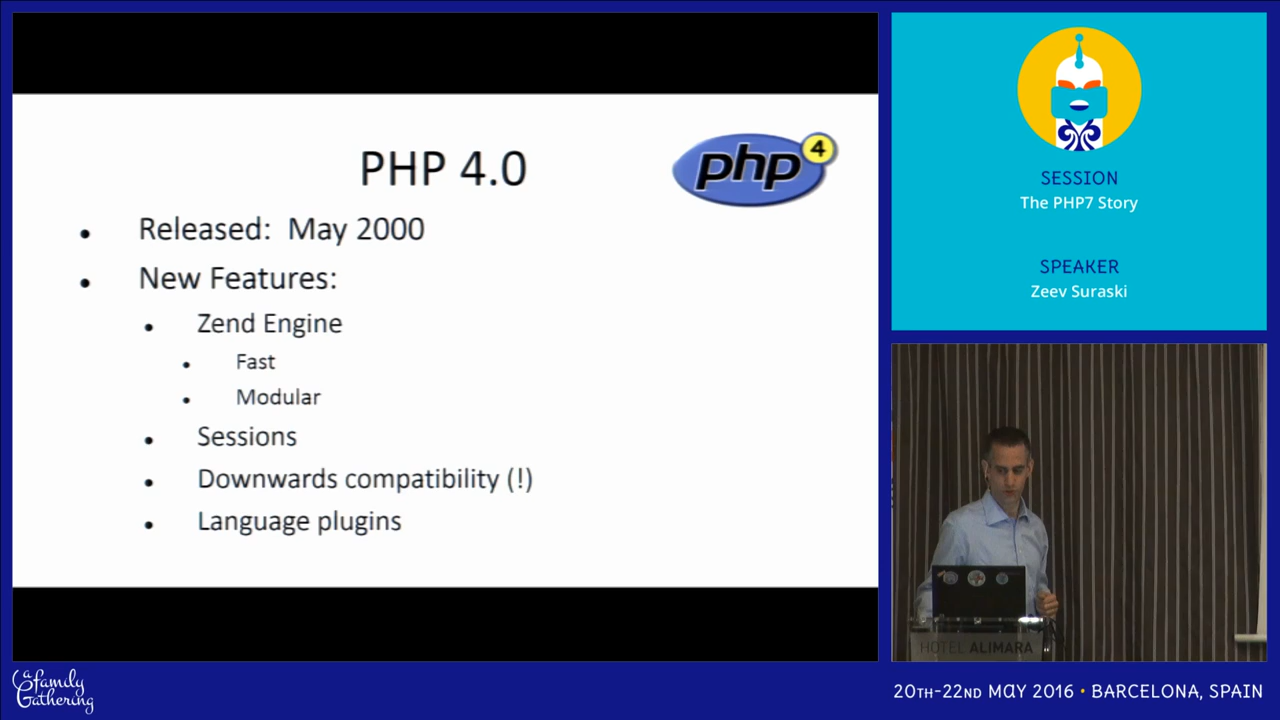 PHP 4.0
php 4
Released: May 2000
New Features:
Zend Engine
Fast
Modular
Sessions
Downwards compatibility (!)
Language plugins
SESSION
The PHP7 Story
SPEAKER
Zeev Suraski
HOTEL ALIMARA
a family Gathering
20TH-22ND MAY 2016 • BARCELONA, SPAIN